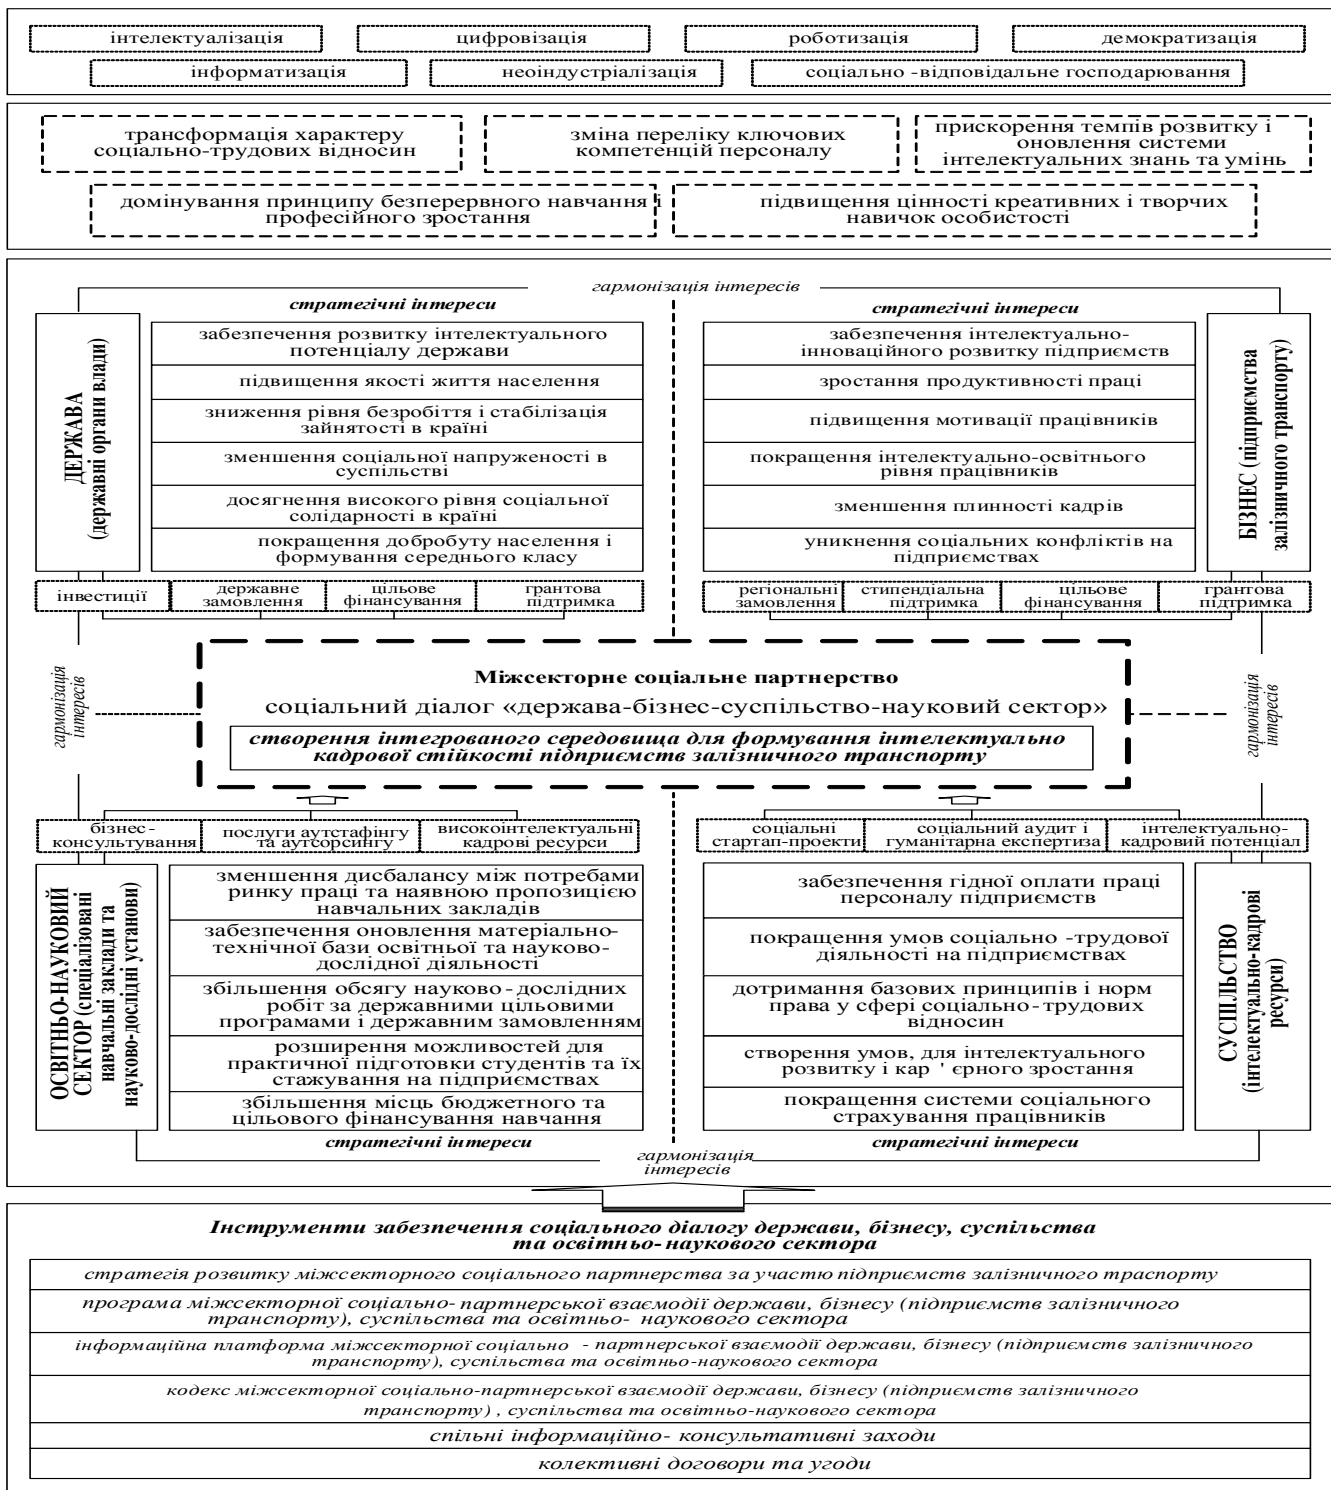 інтелектуалізація
цифровізація
роботизація
демократизація
інформатизація
неоіндустріалізація
соціально -відповідальне господарювання
трансформація характеру
соціально-трудових відносин
зміна переліку ключових
компетенцій персоналу
прискорення темпів розвитку і
оновлення системи
інтелектуальних знань та умінь
домінування принципу безперервного навчання і
професійного зростання
підвищення цінності креативних і творчих
навичок особистості
гармонізація інтересів
стратегічні інтереси
ДЕРЖАВА
(державні органи влади)
забезпечення розвитку інтелектуального
потенціалу держави
підвищення якості життя населення
зниження рівня безробіття і стабілізація
зайнятості в країні
зменшення соціальної напруженості в
суспільстві
досягнення високого рівня соціальної
солідарності в країні
покращення добробуту населення і
формування середнього класу
інвестиції
державне
замовлення
цільове
фінансування
грантова
підтримка
стратегічні інтереси
забезпечення інтелектуально-
інноваційного розвитку підприємств
зростання продуктивності праці
підвищення мотивації працівників
покращення інтелектуально-освітнього
рівня працівників
зменшення плинності кадрів
уникнення соціальних конфліктів на
підприємствах
БІЗНЕС (підприємства
залізничного транспорту)
регіональні
замовлення
стипендіальна
підтримка
цільове
фінансування
грантова
підтримка
гармонізація
інтересів
Міжсекторне соціальне партнерство
соціальний діалог «держава-бізнес-суспільство-науковий сектор»
створення інтегрованого середовища для формування інтелектуально
кадрової стійкості підприємств залізничного транспорту
гармонізація
інтересів
бізнес-
консультування
послуги аутстафінгу
та аутсорсингу
високоінтелектуальні
кадрові ресурси
соціальні
стартап-проекти
соціальний аудит і
гуманітарна експертиза
інтелектуально-
кадровий потенціал
ОСВІТНЬО-НАУКОВИЙ
СЕКТОР (спеціалізовані
навчальні заклади та
науково-дослідні установи)
зменшення дисбалансу між потребами
ринку праці та наявною пропозицією
навчальних закладів
забезпечення оновлення матеріально-
технічної бази освітньої та науково-
дослідної діяльності
збільшення обсягу науково-дослідних
робіт за державними цільовими
програмами і державним замовленням
розширення можливостей для
практичної підготовки студентів та їх
стажування на підприємствах
збільшення місць бюджетного та
цільового фінансування навчання
стратегічні інтереси
забезпечення гідної оплати праці
персоналу підприємств
покращення умов соціально -трудової
діяльності на підприємствах
дотримання базових принципів і норм
права у сфері соціально-трудових
відносин
створення умов, для інтелектуального
розвитку і кар ' єрного зростання
покращення системи соціального
страхування працівників
стратегічні інтереси
СУСПІЛЬСТВО
(інтелектуально-кадрові
ресурси)
гармонізація
інтересів
Інструменти забезпечення соціального діалогу держави, бізнесу, суспільства
та освітньо-наукового сектора
стратегія розвитку міжсекторного соціального партнерства за участю підприємств залізничного траспорту
програма міжсекторної соціально-партнерської взаємодії держави, бізнесу (підприємств залізничного
транспорту), суспільства та освітньо- наукового сектора
інформаційна платформа міжсекторної соціально - партнерської взаємодії держави, бізнесу (підприємств залізничного
транспорту), суспільства та освітньо-наукового сектора
кодекс міжсекторної соціально-партнерської взаємодії держави, бізнесу (підприємств залізничного
транспорту) , суспільства та освітньо-наукового сектора
спільні інформаційно- консультативні заходи
колективні договори та угоди